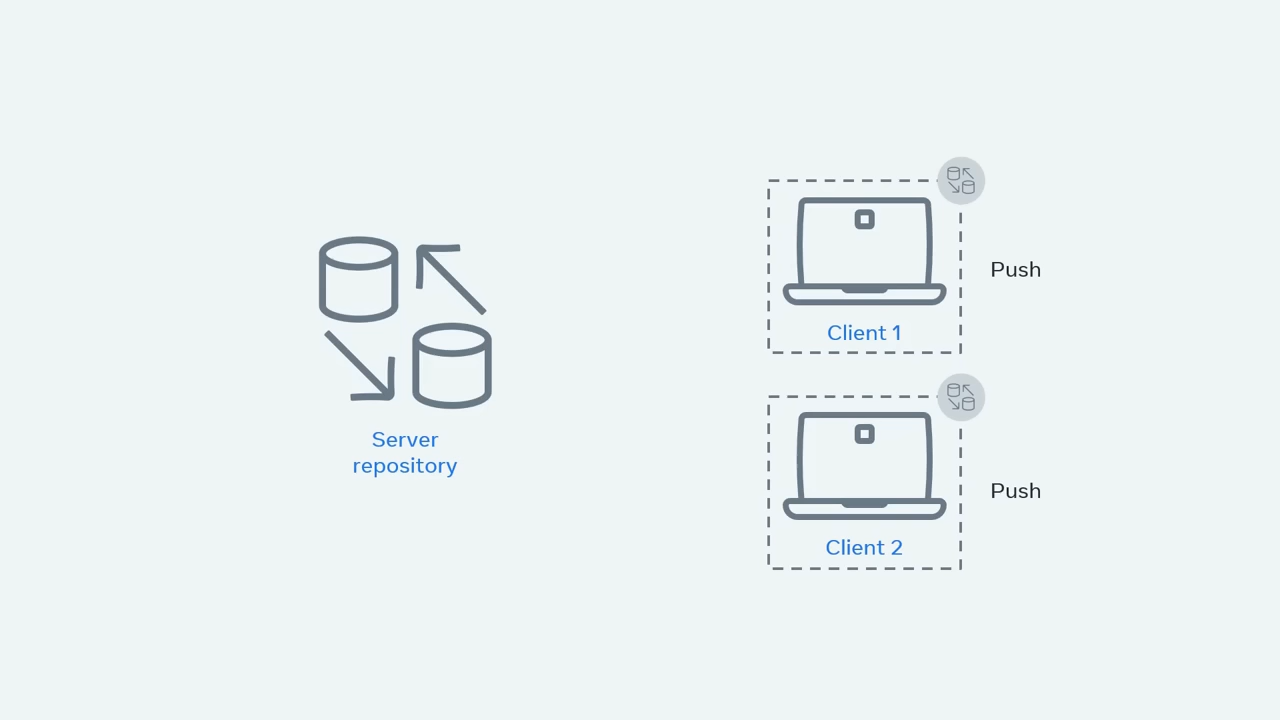 Server
repository
Client 1
Push
Client 2
Push